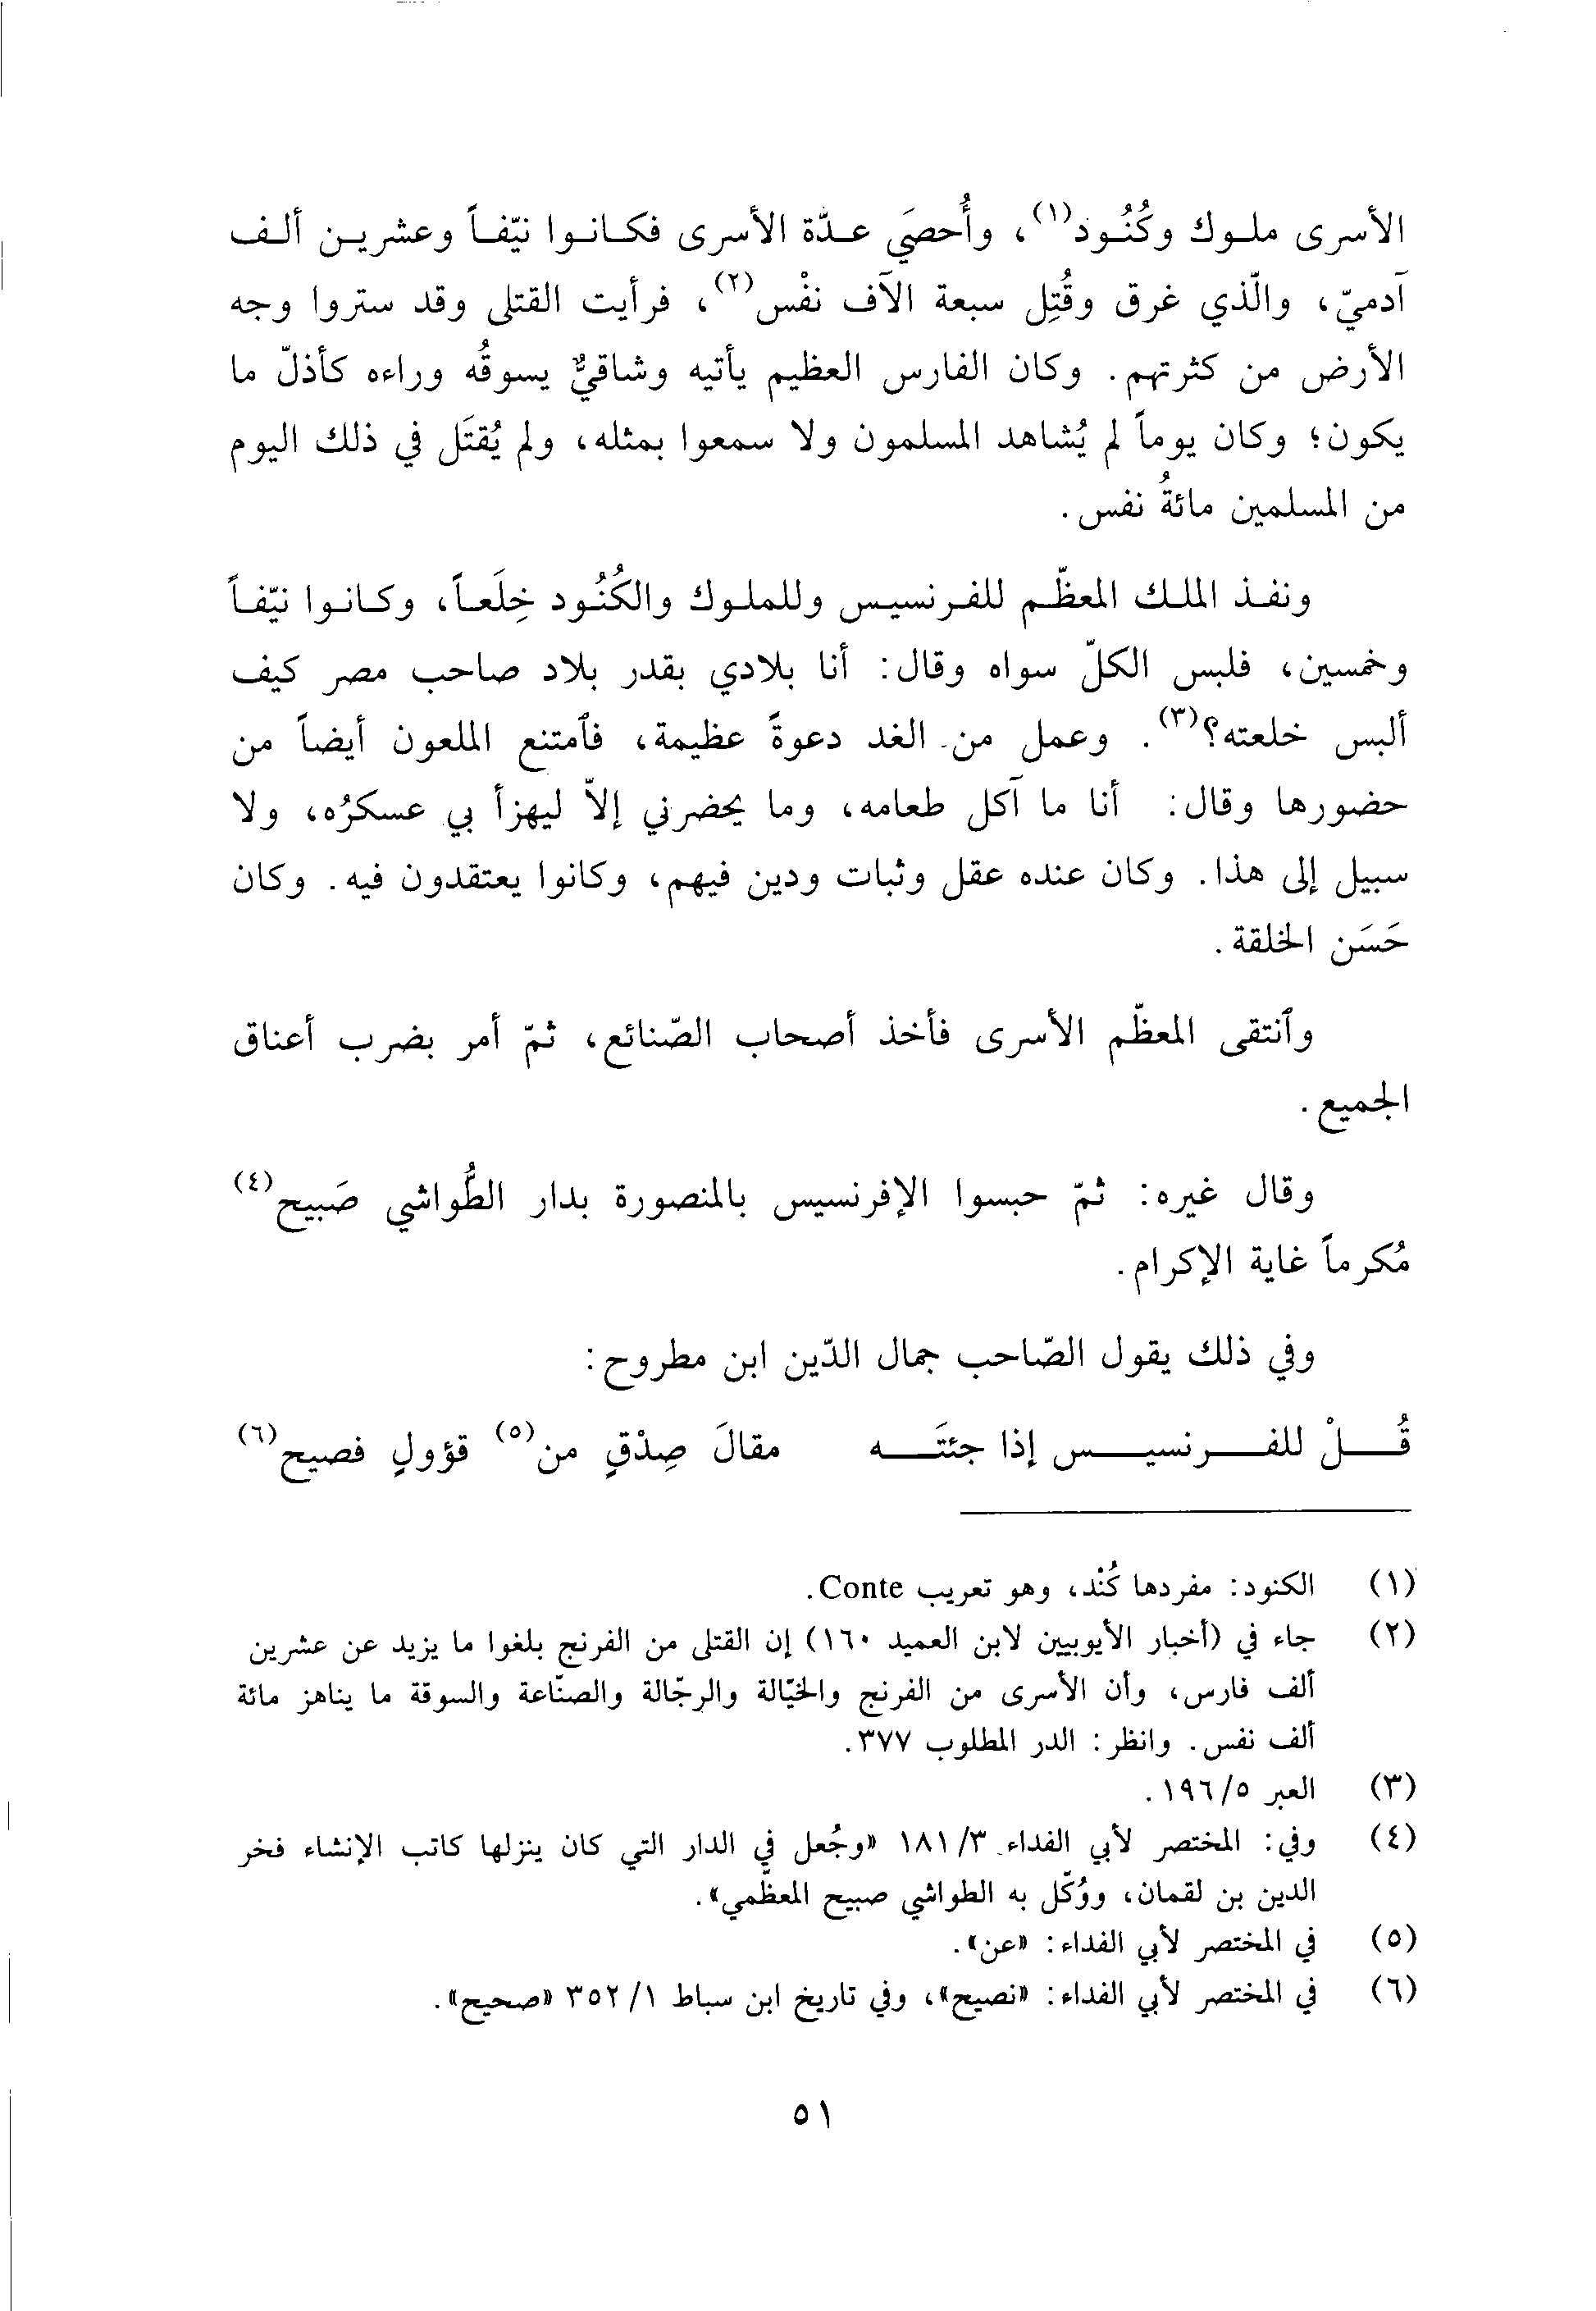 الأسرى ملوك وكُنُود(١)، وأُحصَي عدّة الأسرى فكانوا نيّفاً وعشرين ألف
آدميّ، والّذي غرق وقُتِل سبعة الآف نفْس(٢)، فرأيت القتلى وقد ستروا وجه
الأرض من كثرتهم. وكان الفارس العظيم يأتيه وشاقيٌّ يسوقُه وراءه كأذلّ ما
يكون؛ وكان يوماً لم يُشاهد المسلمون ولا سمعوا بمثله، ولم يُقتَل في ذلك اليوم
من المسلمين مائةُ نفس.
ونفذ الملك المعظّم للفرنسيس وللملوك والكُنُود خِلَعاً، وكانوا نيّفاً
وخمسين، فلبس الكلّ سواه وقال: أنا بلادي بقدر بلاد صاحب مصر كيف
ألبس خلعته؟(٣). وعمل من الغد دعوةً عظيمة، فٱمتنع الملعون أيضاً من
حضورها وقال: أنا ما آكل طعامه، وما يحضرني إلاّ ليهزأ بي عسكرُه، ولا
سبيل إلى هذا. وكان عنده عقل وثبات ودين فيهم، وكانوا يعتقدون فيه. وكان
حَسَن الخلقة.
وٱنتقى المعظّم الأسرى فأخذ أصحاب الصّنائع، ثمّ أمر بضرب أعناق
الجميع.
وقال غيره: ثمّ حبسوا الإفرنسيس بالمنصورة بدار الطُّواشي صَبيح(٤)
مُكرماً غاية الإكرام.
وفي ذلك يقول الصّاحب جمال الدّين ابن مطروح:
قُلْ للفرنسيس إذا جئتَه مقالَ صِدْقٍ من(٥) قؤولٍ فصيح(٦)
(١) الكنود: مفردها كُنْد، وهو تعريب Conte.
(٢) جاء في (أخبار الأيوبيين لابن العميد ١٦٠) إن القتلى من الفرنج بلغوا ما يزيد عن عشرين
ألف فارس، وأن الأسرى من الفرنج والخيّالة والرجّالة والصنّاعة والسوقة ما يناهز مائة
ألف نفس. وانظر: الدر المطلوب ٣٧٧.
(٣) العبر ١٩٦/٥.
(٤) وفي: المختصر لأبي الفداء ١٨١/٣ «وجُعل في الدار التي كان ينزلها كاتب الإنشاء فخر
الدين بن لقمان، ووُكّل به الطواشي صبيح المعظّمي».
(٥) في المختصر لأبي الفداء: «عن».
(٦) في المختصر لأبي الفداء: «نصيح»، وفي تاريخ ابن سباط ٣٥٢/١ «صحيح».
٥١